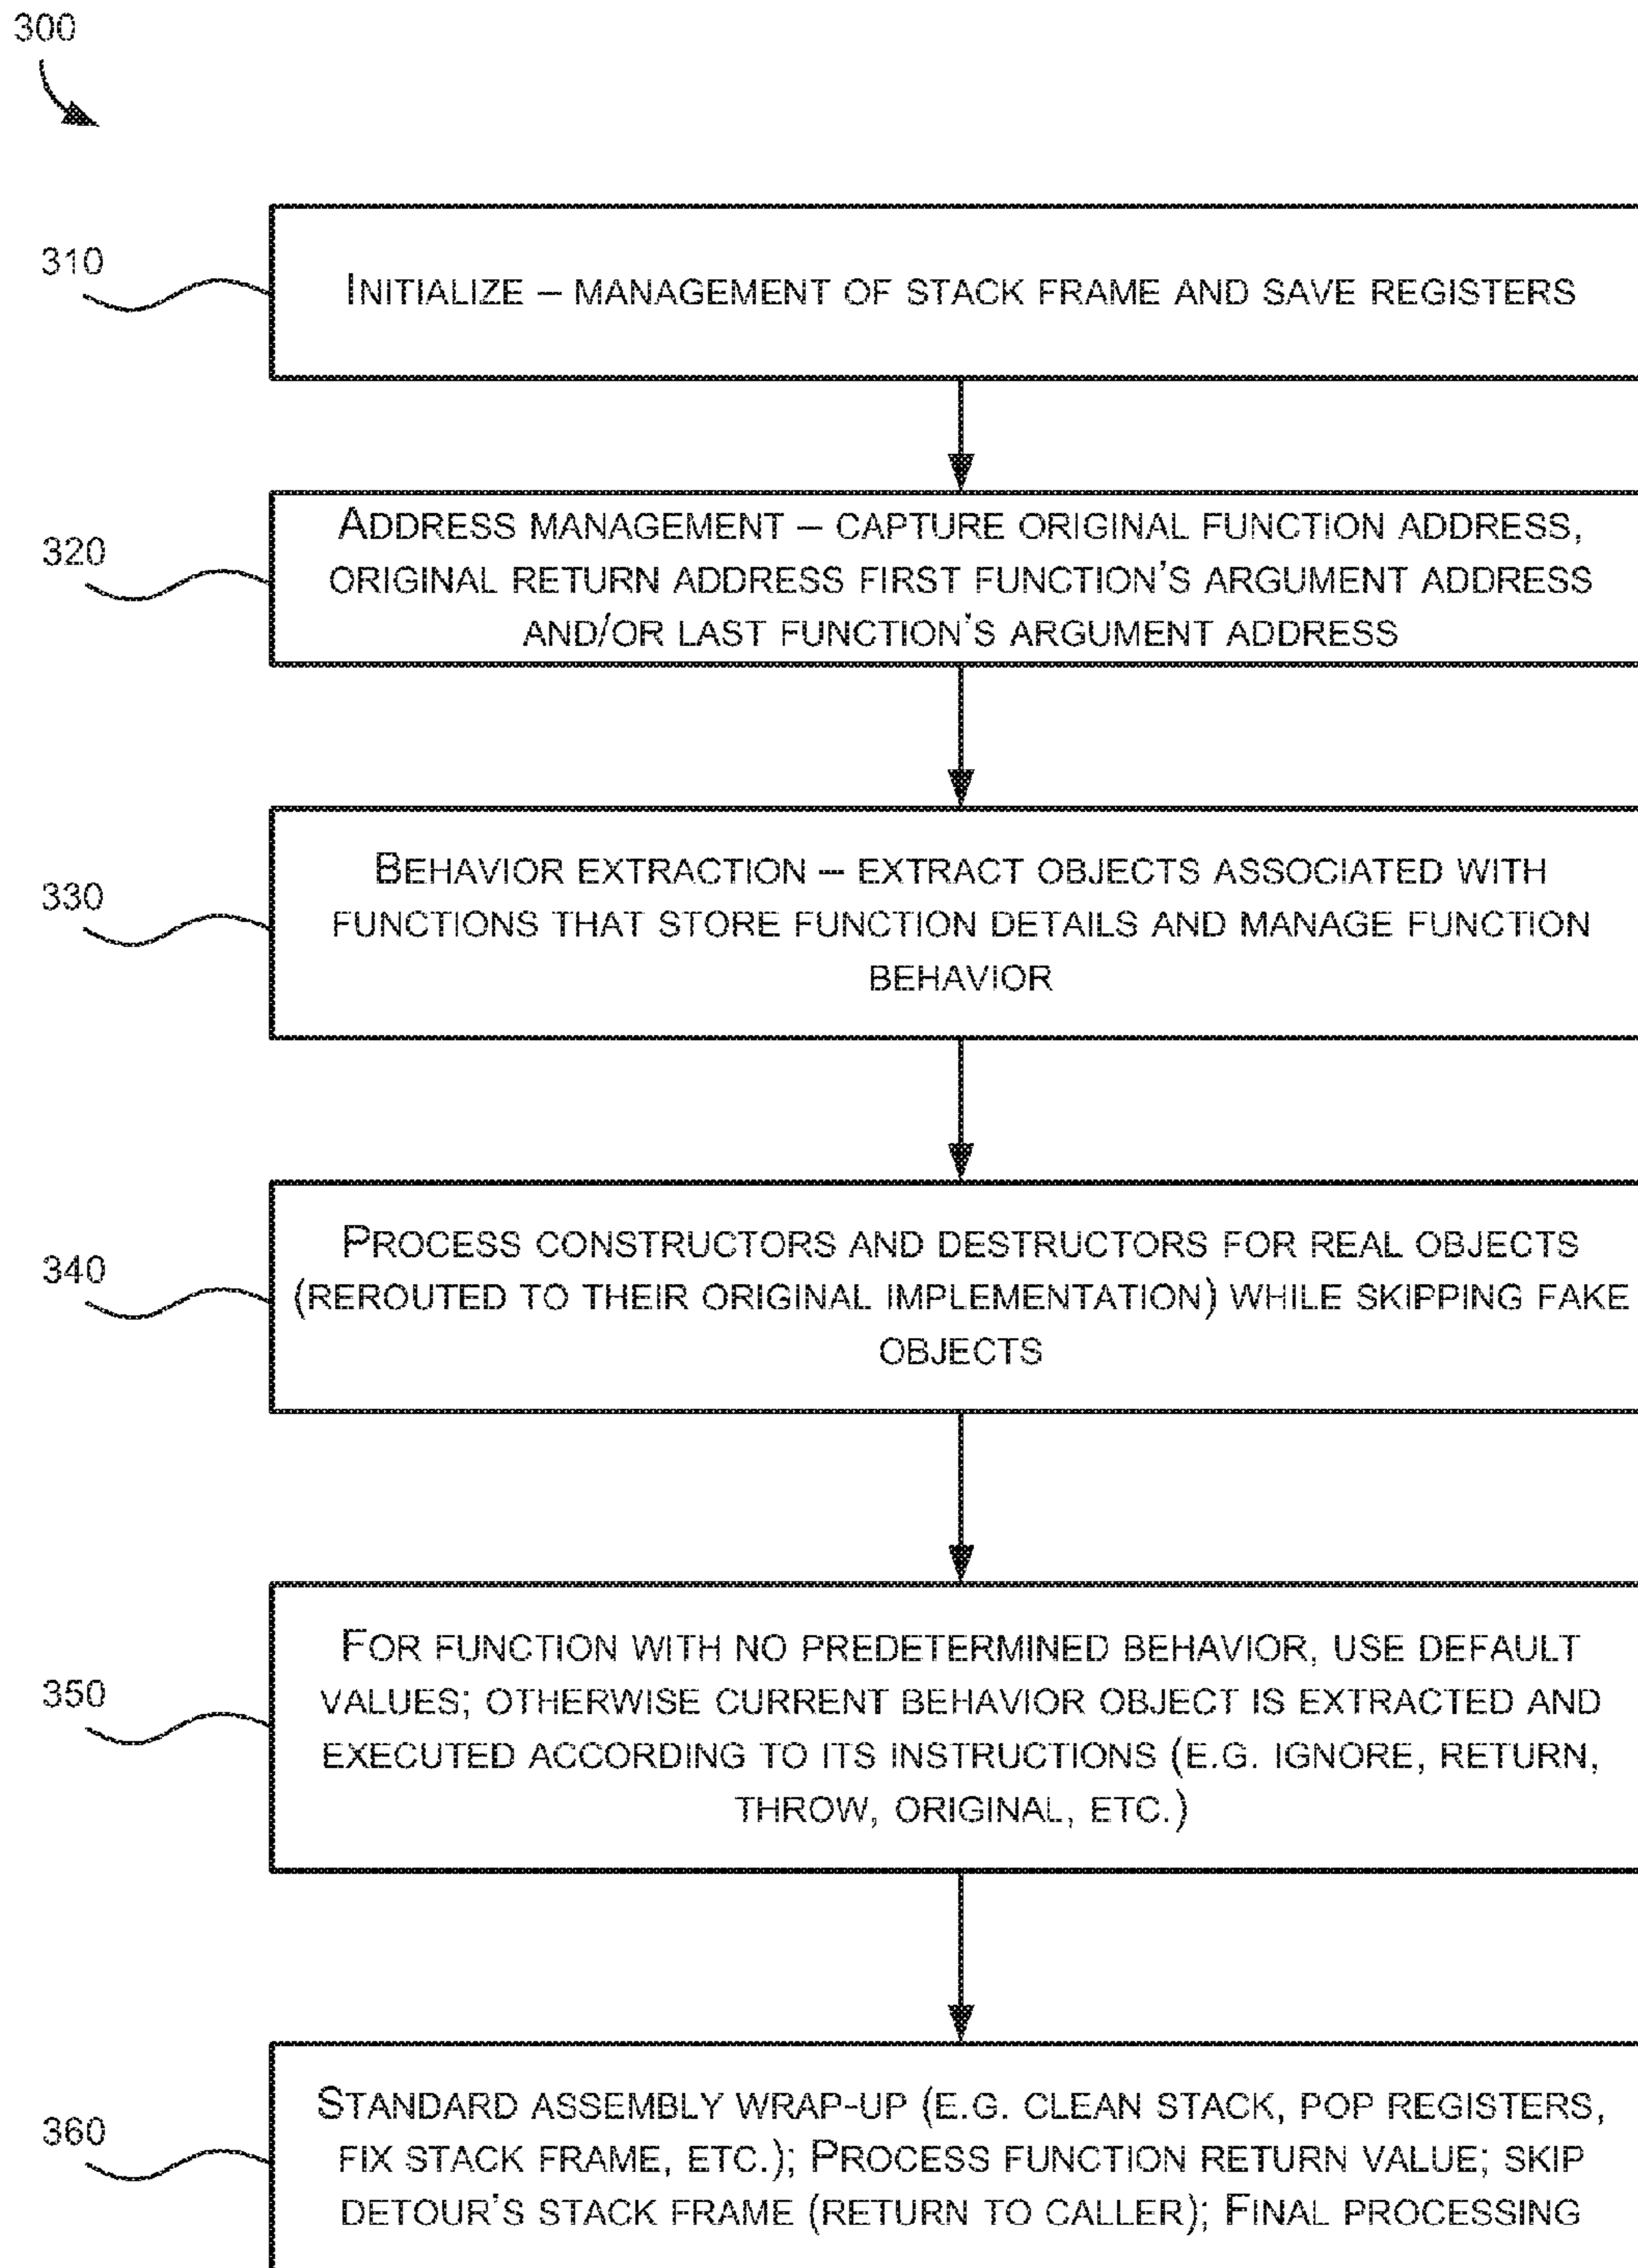 300
310
INITIALIZE – MANAGEMENT OF STACK FRAME AND SAVE REGISTERS
320
ADDRESS MANAGEMENT – CAPTURE ORIGINAL FUNCTION ADDRESS,
ORIGINAL RETURN ADDRESS FIRST FUNCTION'S ARGUMENT ADDRESS
AND/OR LAST FUNCTION'S ARGUMENT ADDRESS
330
BEHAVIOR EXTRACTION – EXTRACT OBJECTS ASSOCIATED WITH
FUNCTIONS THAT STORE FUNCTION DETAILS AND MANAGE FUNCTION
BEHAVIOR
340
PROCESS CONSTRUCTORS AND DESTRUCTORS FOR REAL OBJECTS
(REROUTED TO THEIR ORIGINAL IMPLEMENTATION) WHILE SKIPPING FAKE
OBJECTS
350
FOR FUNCTION WITH NO PREDETERMINED BEHAVIOR, USE DEFAULT
VALUES; OTHERWISE CURRENT BEHAVIOR OBJECT IS EXTRACTED AND
EXECUTED ACCORDING TO ITS INSTRUCTIONS (E.G. IGNORE, RETURN,
THROW, ORIGINAL, ETC.)
360
STANDARD ASSEMBLY WRAP-UP (E.G. CLEAN STACK, POP REGISTERS,
FIX STACK FRAME, ETC.); PROCESS FUNCTION RETURN VALUE; SKIP
DETOUR'S STACK FRAME (RETURN TO CALLER); FINAL PROCESSING